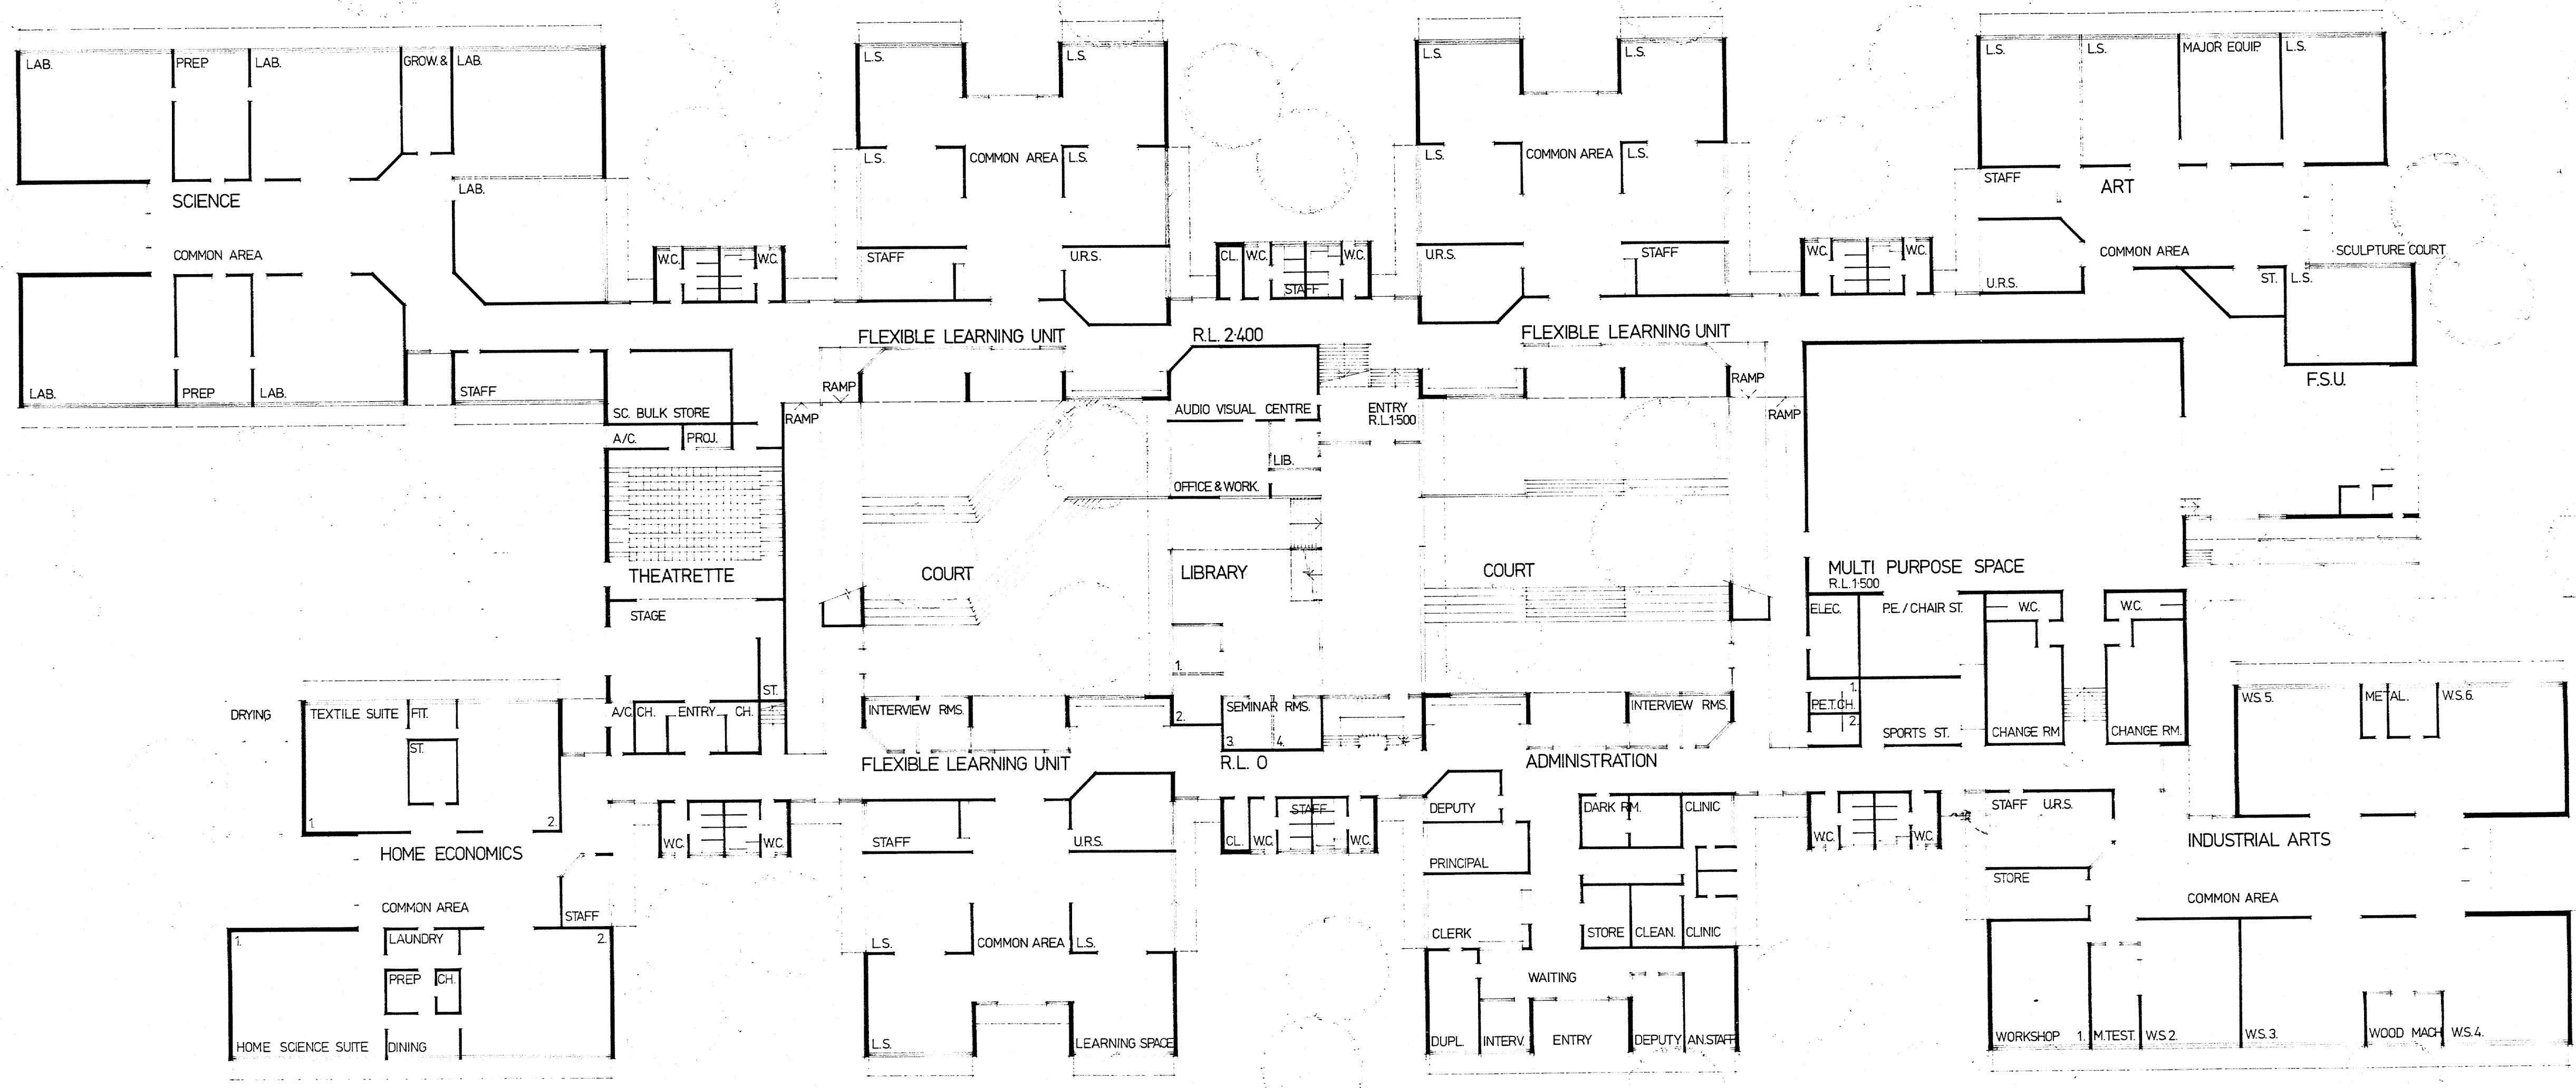 LAB.
PREP
LAB.
GROW. &
LAB.
L.S.
L.S.
L.S.
L.S.
L.S.
L.S.
MAJOR EQUIP
L.S.
L.S.
COMMON AREA
L.S.
L.S.
COMMON AREA
L.S.
LAB.
STAFF
ART
SCIENCE
COMMON AREA
W.C.
W.C.
STAFF
U.R.S.
CL.
W.C.
STAFF
W.C.
U.R.S.
STAFF
W.C.
W.C.
COMMON AREA
SCULPTURE COURT
U.R.S.
ST.
L.S.
FLEXIBLE LEARNING UNIT
R.L. 2·400
FLEXIBLE LEARNING UNIT
LAB.
PREP
LAB.
STAFF
RAMP
RAMP
F.S.U.
SC. BULK STORE
RAMP
AUDIO VISUAL CENTRE
ENTRY
R.L.1·500
RAMP
A/C.
PROJ.
LIB.
OFFICE & WORK.
THEATRETTE
COURT
LIBRARY
COURT
MULTI PURPOSE SPACE
R.L.1·500
STAGE
ELEC.
P.E. / CHAIR ST.
W.C.
W.C.
1.
ST.
DRYING
TEXTILE SUITE
FIT.
A/C
CH.
ENTRY
CH.
INTERVIEW RMS.
2.
SEMINAR RMS.
INTERVIEW RMS.
1.
P.E.T.CH.
2.
W.S.5.
METAL.
W.S.6.
ST.
3.
4.
SPORTS ST.
CHANGE RM
CHANGE RM.
FLEXIBLE LEARNING UNIT
R.L. 0
ADMINISTRATION
1.
2.
DEPUTY
DARK RM.
CLINIC
STAFF
U.R.S.
W.C.
W.C.
STAFF
U.R.S.
CL.
W.C.
STAFF
W.C.
W.C.
W.C.
INDUSTRIAL ARTS
HOME ECONOMICS
PRINCIPAL
STORE
COMMON AREA
STAFF
COMMON AREA
1.
LAUNDRY
2.
L.S.
COMMON AREA
L.S.
CLERK
STORE
CLEAN.
CLINIC
PREP
CH.
WAITING
HOME SCIENCE SUITE
DINING
L.S.
LEARNING SPACE
DUPL.
INTERV.
ENTRY
DEPUTY
AN.STAFF
WORKSHOP 1.
M.TEST.
W.S 2.
W.S.3.
WOOD MACH
W.S.4.